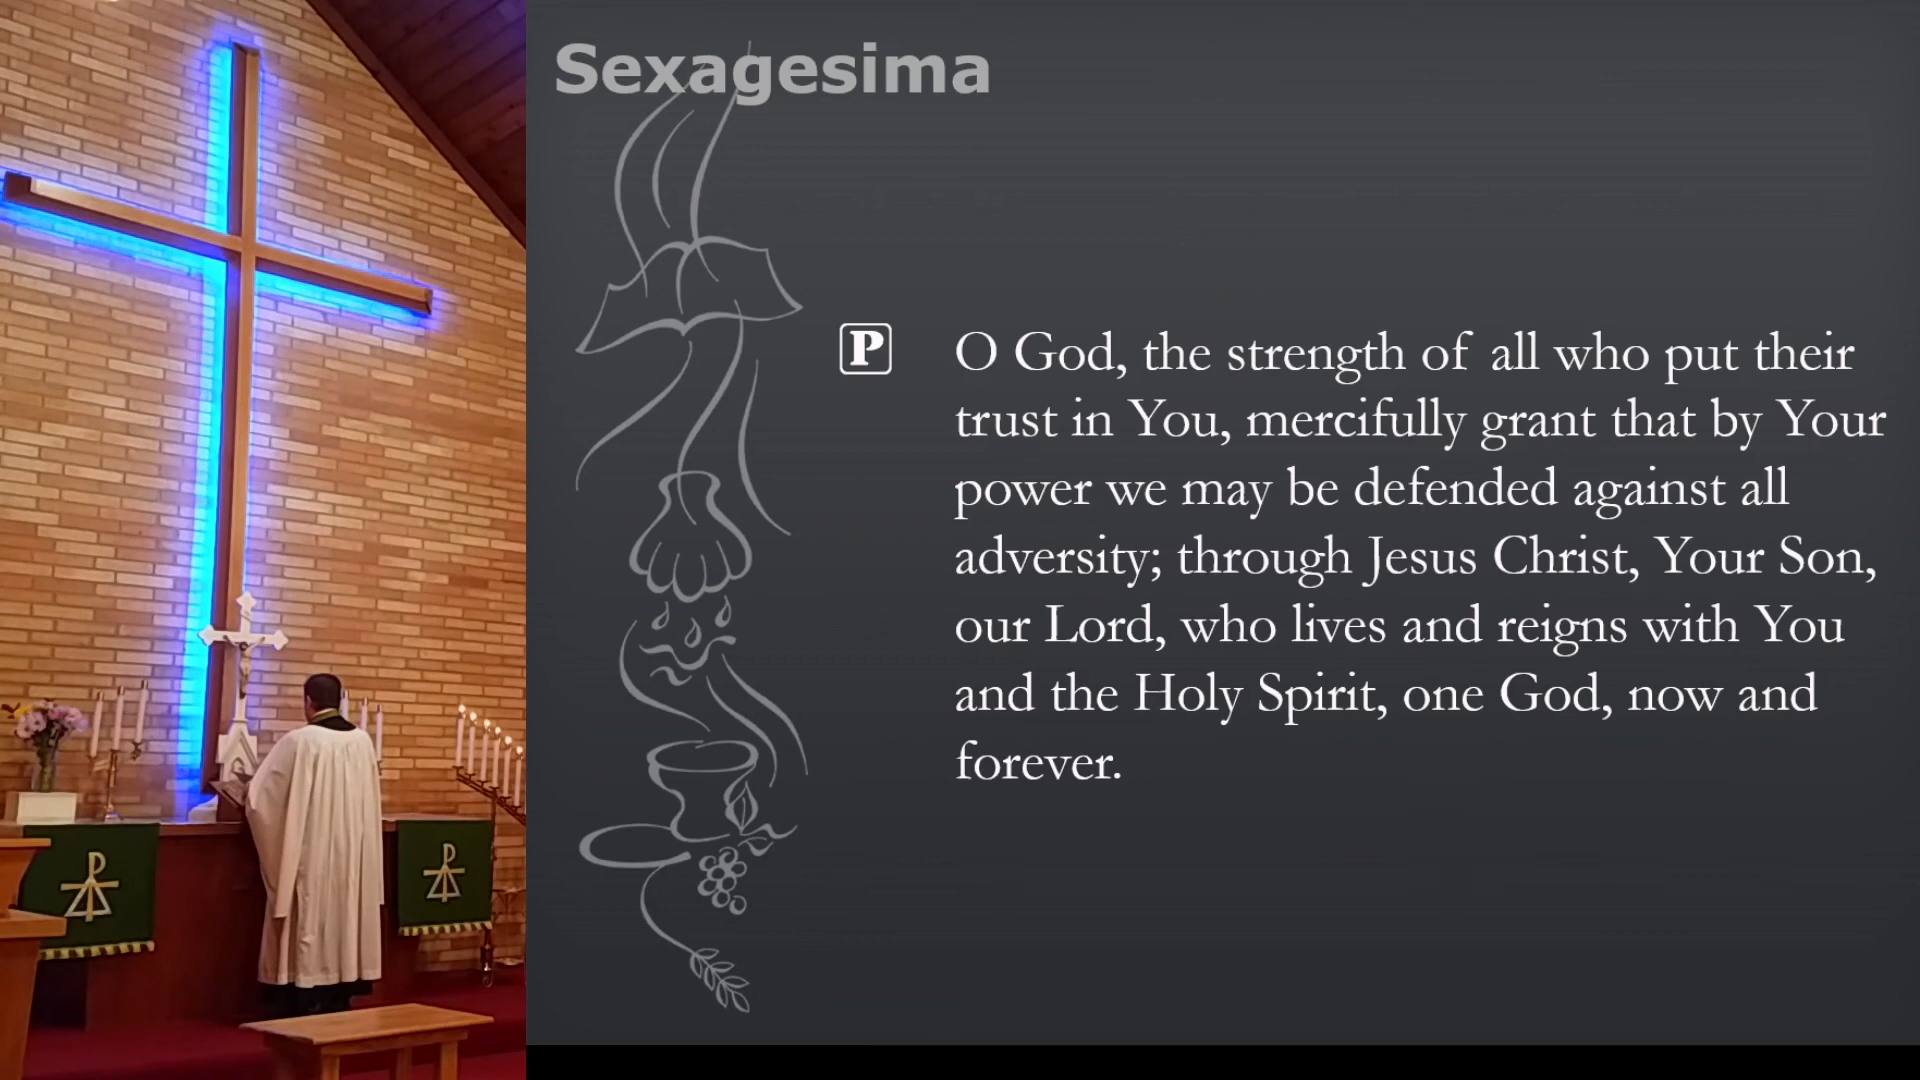 Sexagesima
P
O God, the strength of all who put their
trust in You, mercifully grant that by Your
power we may be defended against all
adversity; through Jesus Christ, Your Son,
our Lord, who lives and reigns with You
and the Holy Spirit, one God, now and
forever.